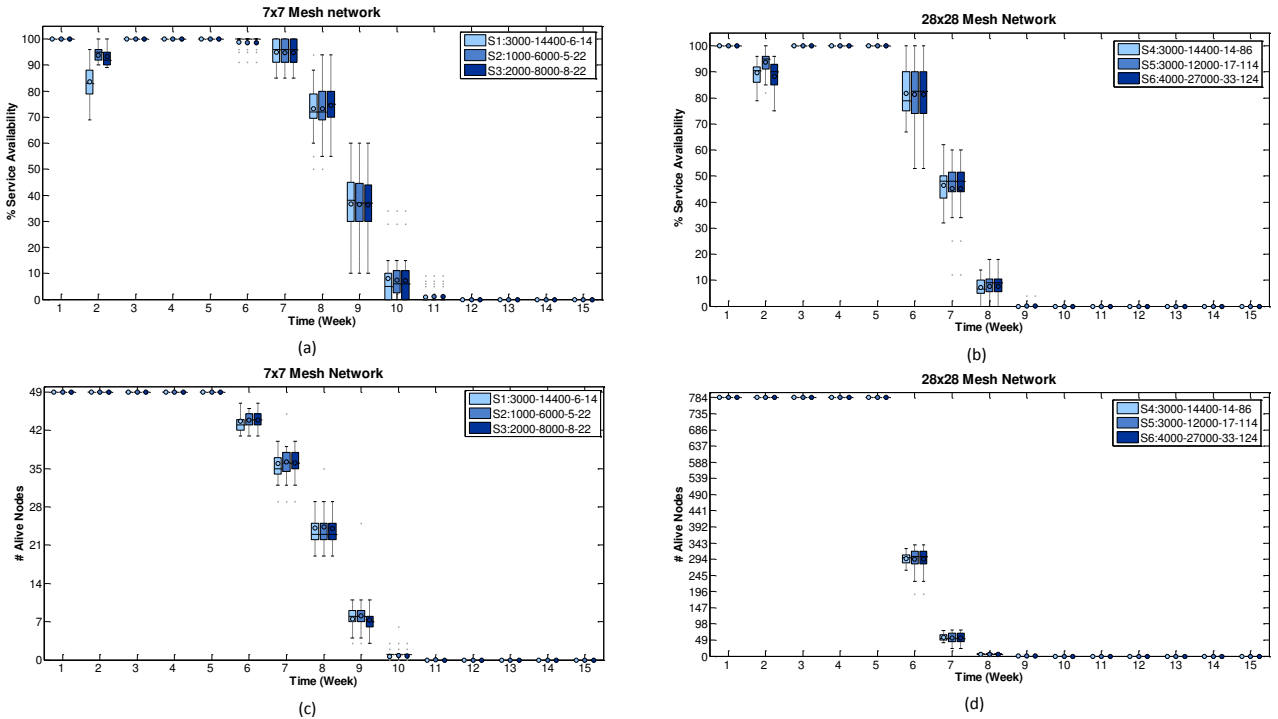 7x7 Mesh network
100
90
80
70
60
50
40
30
20
10
0
% Service Availability
S1:3000-14400-6-14
S2:1000-6000-5-22
S3:2000-8000-8-22
1 2 3 4 5 6 7 8 9 10 11 12 13 14 15
Time (Week)
(a)
28x28 Mesh Network
100
90
80
70
60
50
40
30
20
10
0
% Service Availability
S4:3000-14400-14-86
S5:3000-12000-17-114
S6:4000-27000-33-124
1 2 3 4 5 6 7 8 9 10 11 12 13 14 15
Time (Week)
(b)
7x7 Mesh Network
49
42
35
28
21
14
7
0
# Alive Nodes
S1:3000-14400-6-14
S2:1000-6000-5-22
S3:2000-8000-8-22
1 2 3 4 5 6 7 8 9 10 11 12 13 14 15
Time (Week)
(c)
28x28 Mesh Network
784
735
686
637
588
539
490
441
392
343
294
245
196
147
98
49
0
# Alive Nodes
S4:3000-14400-14-86
S5:3000-12000-17-114
S6:4000-27000-33-124
1 2 3 4 5 6 7 8 9 10 11 12 13 14 15
Time (Week)
(d)